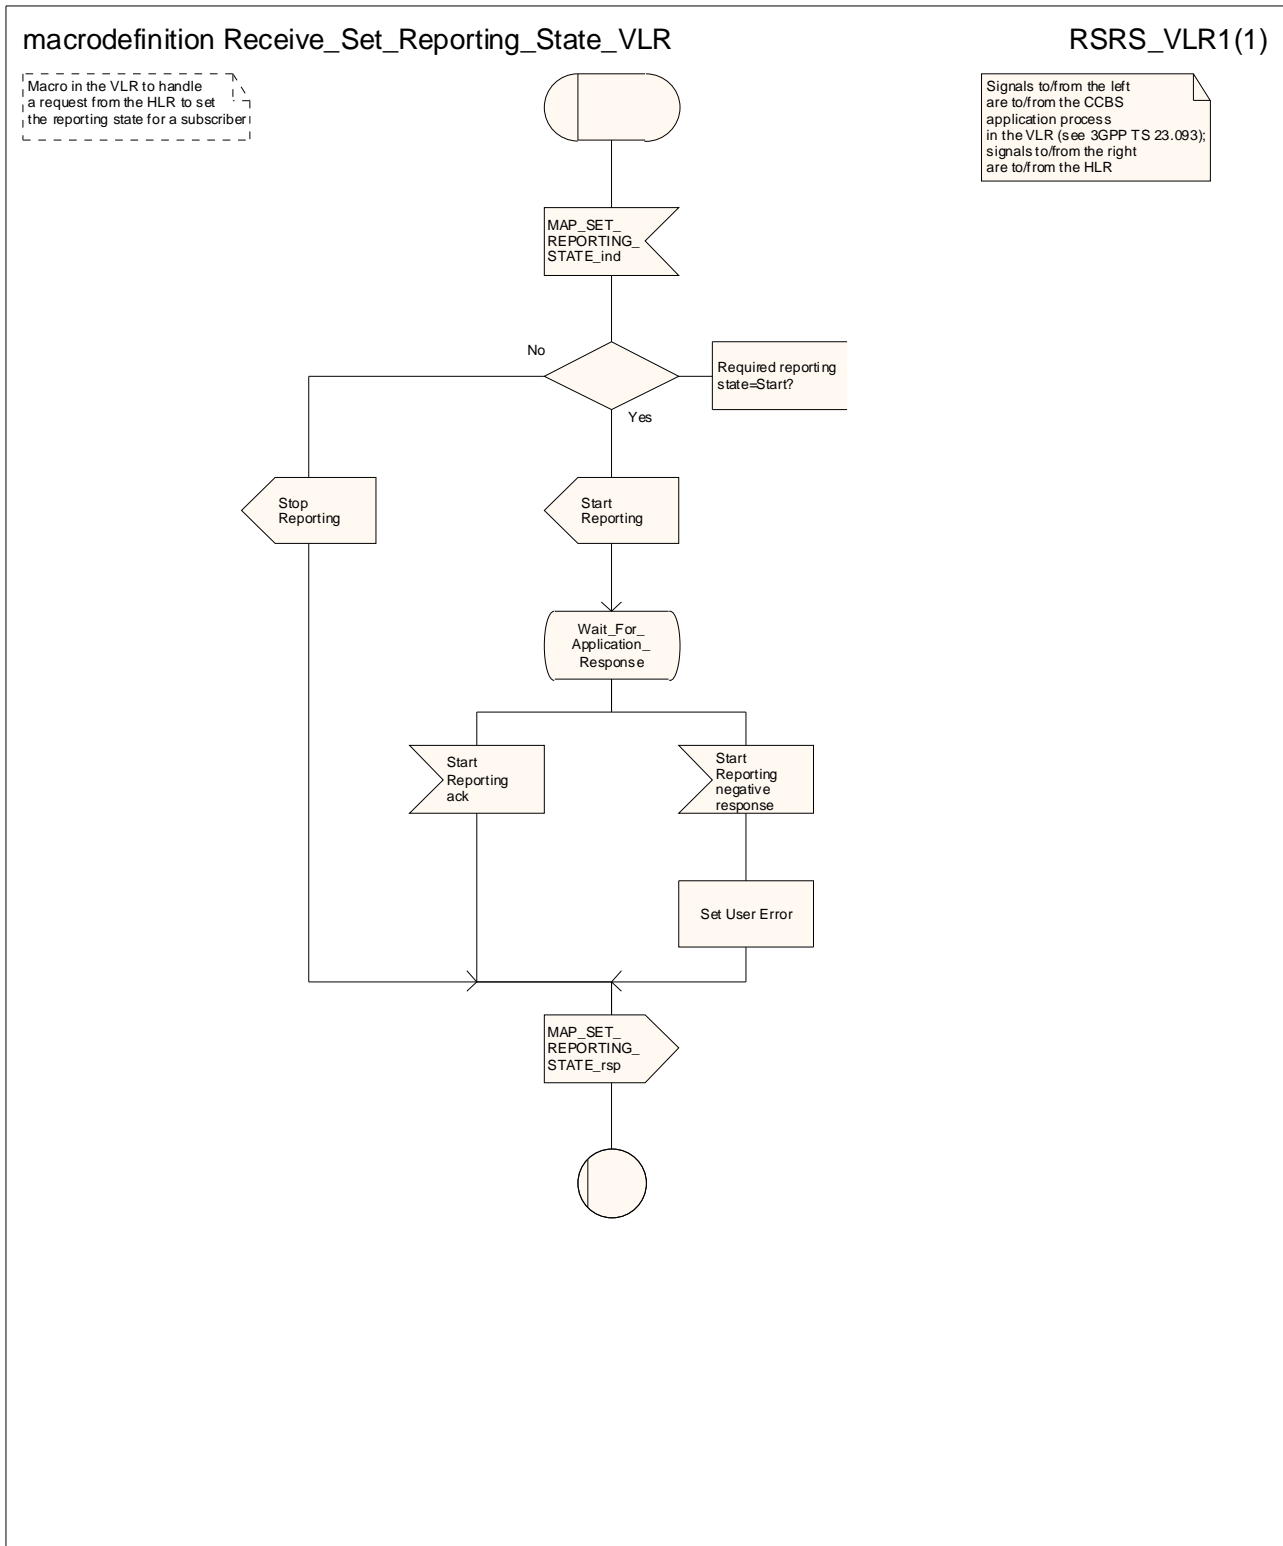 macrodefinition Receive_Set_Reporting_State_VLR
RSRS_VLR1(1)
Macro in the VLR to handle
a request from the HLR to set
the reporting state for a subscriber
Signals to/from the left
are to/from the CCBS
application process
in the VLR (see 3GPP TS 23.093);
signals to/from the right
are to/from the HLR
MAP_SET_
REPORTING_
STATE_ind
No
Required reporting
state=Start?
Yes
Stop
Reporting
Start
Reporting
Wait_For_
Application_
Response
Start
Reporting
ack
Start
Reporting
negative
response
Set User Error
MAP_SET_
REPORTING_
STATE_rsp